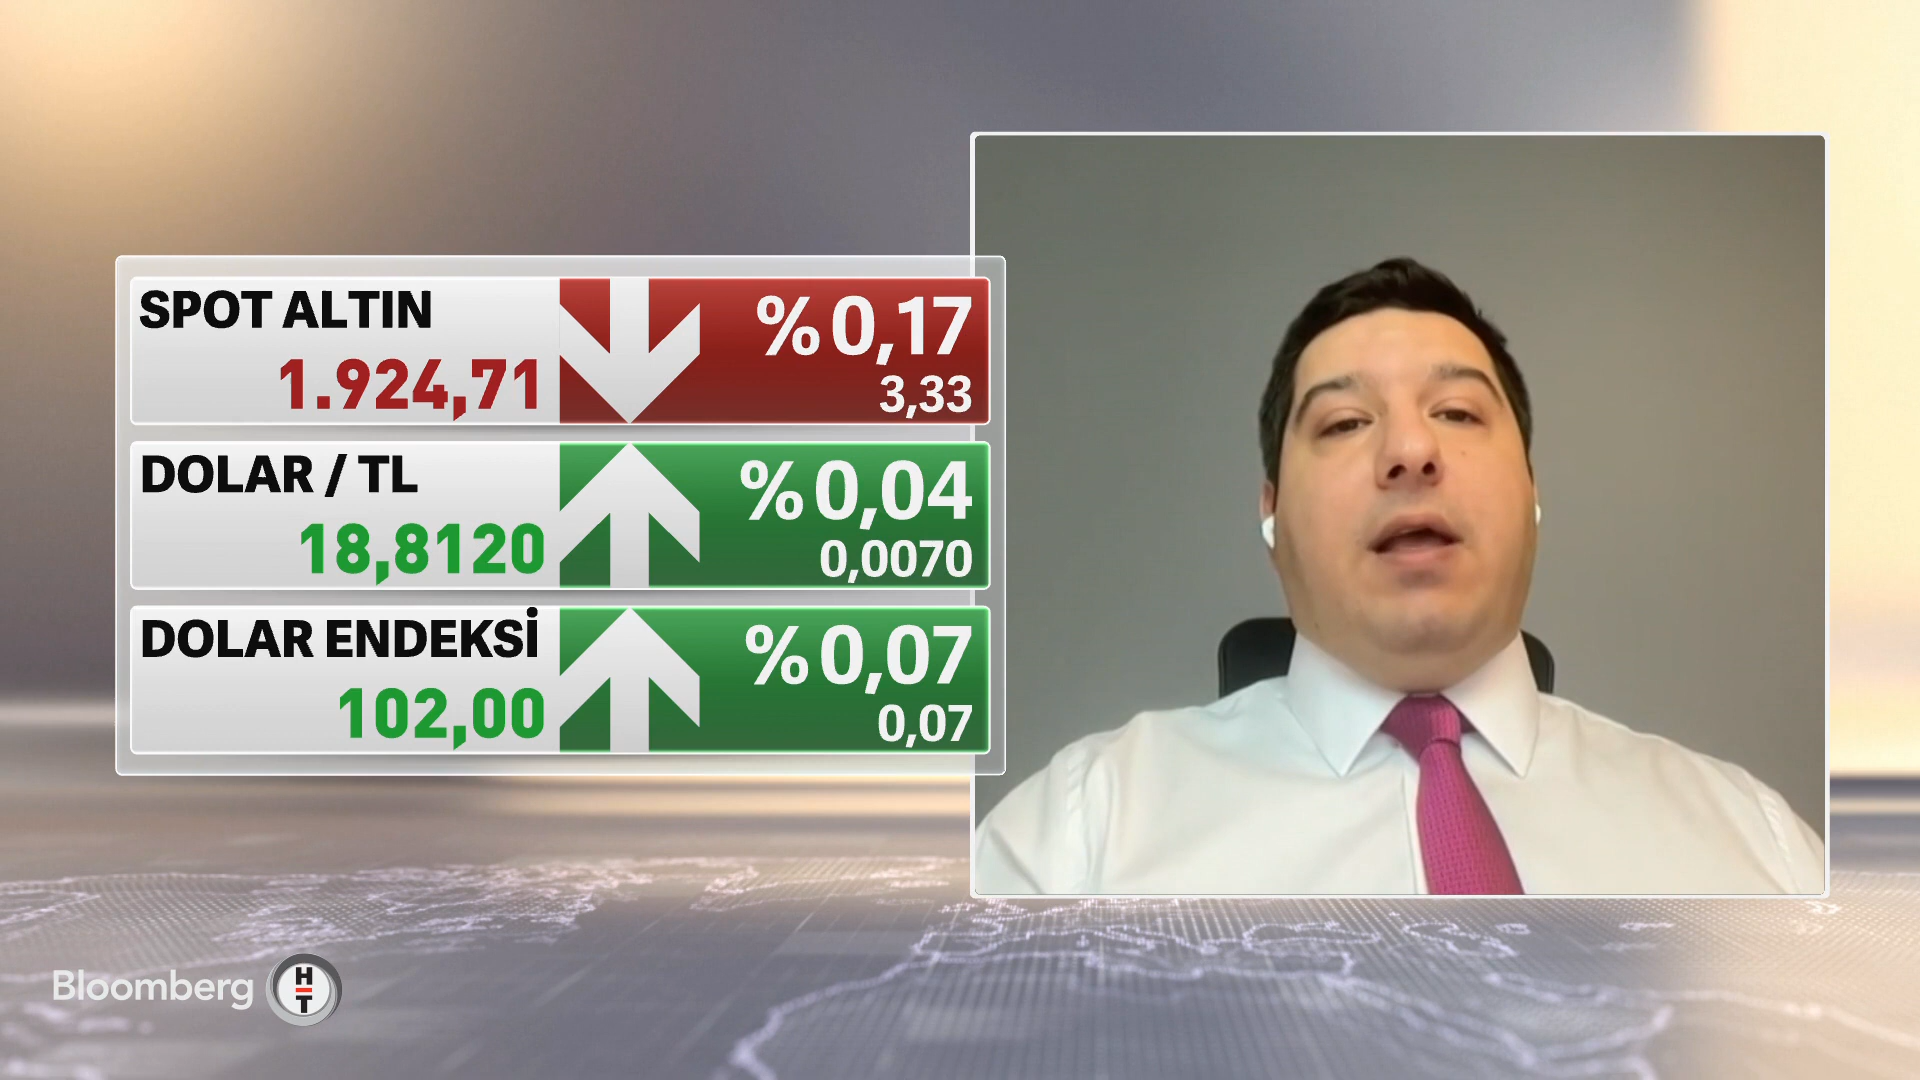 SPOT ALTIN
1.924,71
%0,17
3,33
DOLAR / TL
18,8120
%0,04
0,0070
DOLAR ENDEKSİ
102,00
%0,07
0,07
Bloomberg HT